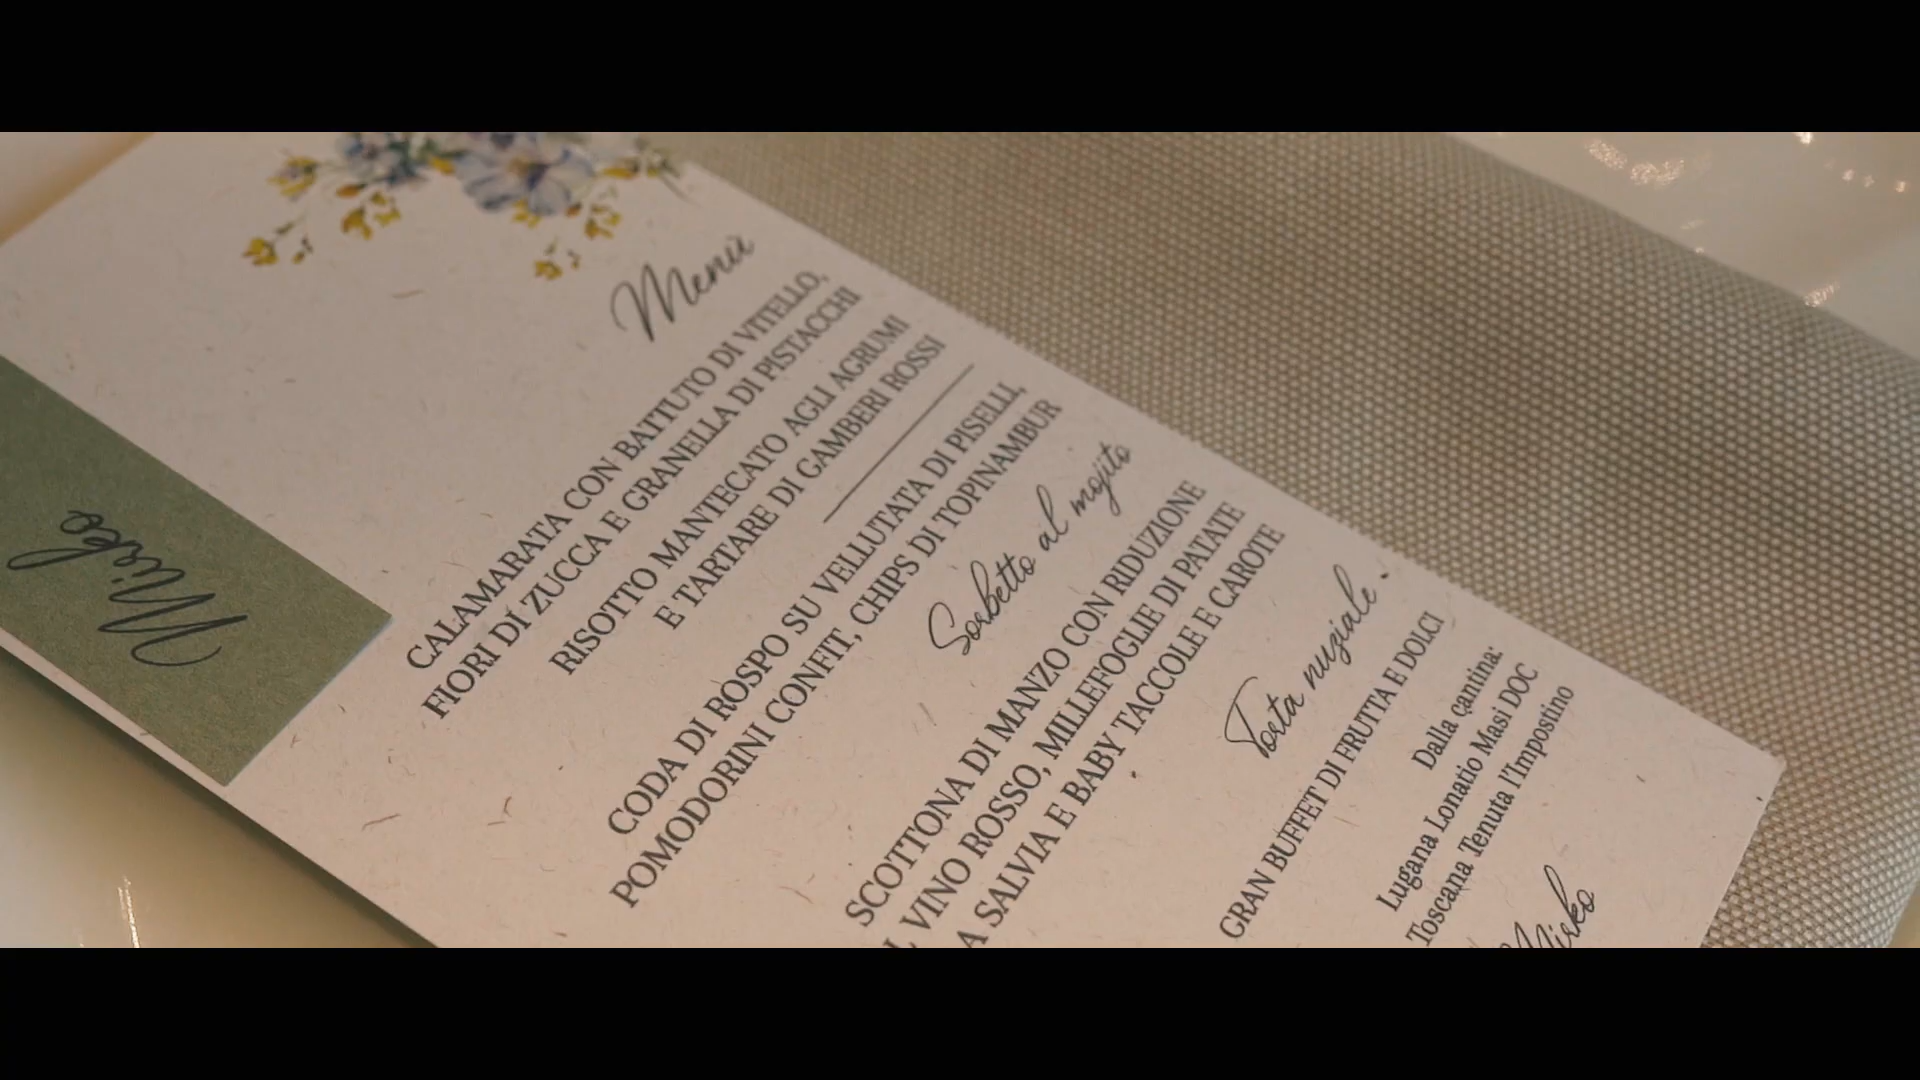 Menù
CALAMARATA CON BATTUTO DI VITELLO,
FIORI DI ZUCCA E GRANELLA DI PISTACCHI
RISOTTO MANTECATO AGLI AGRUMI
E TARTARE DI GAMBERI ROSSI
CODA DI ROSPO SU VELLUTATA DI PISELLI,
POMODORINI CONFIT, CHIPS DI TOPINAMBUR
Sorbetto al mojito
SCOTTONA DI MANZO CON RIDUZIONE
VINO ROSSO, MILLEFOGLIE DI PATATE
SALVIA E BABY TACCOLE E CAROTE
Torta nuziale
GRAN BUFFET DI FRUTTA E DOLCI
Dalla cantina:
Lugana Lonatio Masi DOC
Toscana Tenuta l'Impostino
Mirko
Mirko